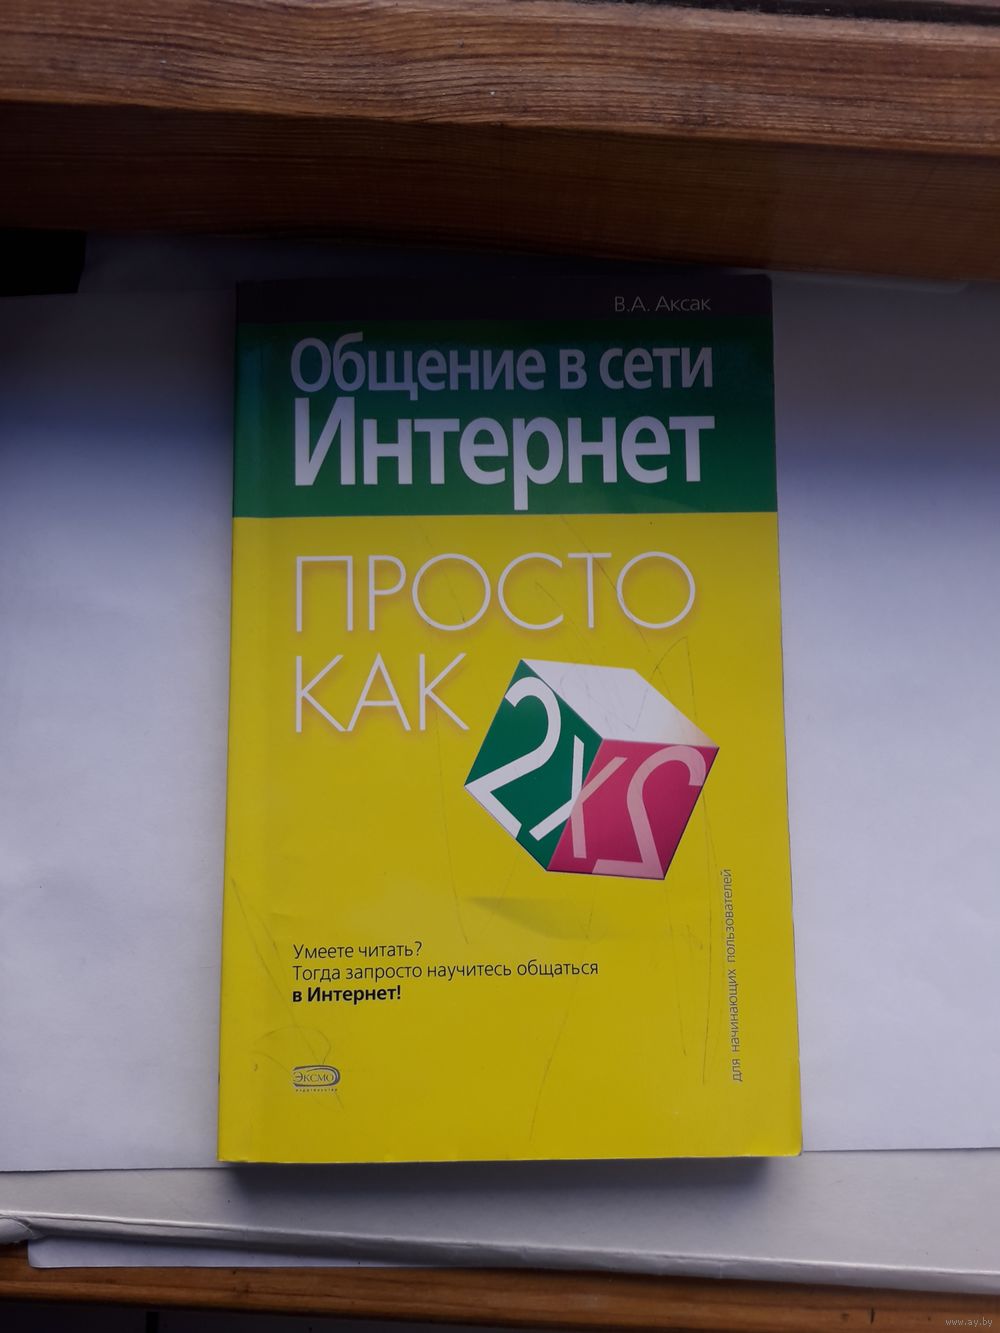 В.А. Аксак
Общение в сети
Интернет
ПРОСТО
КАК
2x2
Умеете читать?
Тогда запросто научитесь общаться
в Интернет!
для начинающих пользователей
ЭКСМО
издательство
www.ay.by